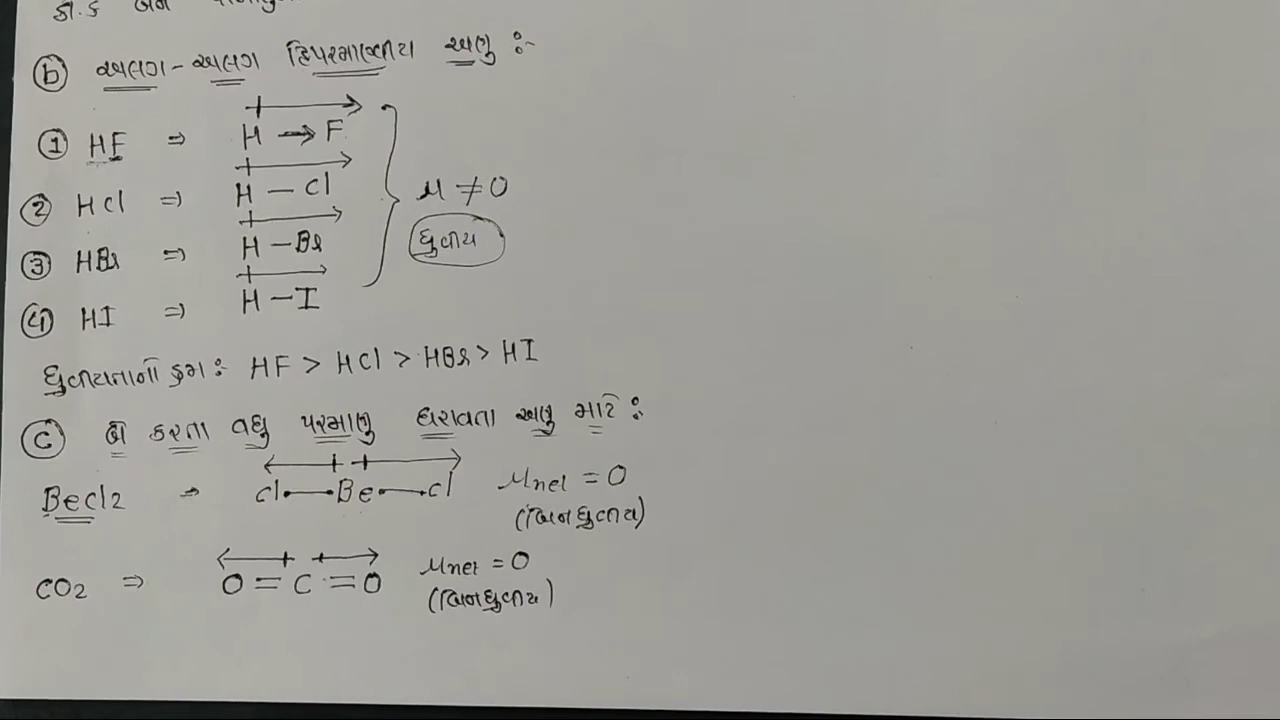 ⓑ અલગ-અલગ દ્વિપરમાણ્વીય અણુ :-
① HF ⇒ H → F
② HCl ⇒ H — Cl
③ HBr ⇒ H — Br
④ HI ⇒ H — I
μ ≠ 0
ધ્રુવીય
ધ્રુવીયતાનો ક્રમ : HF > HCl > HBr > HI
Ⓒ બે કરતા વધુ પરમાણુ ધરાવતા અણુ માટે :
BeCl2 → Cl — Be — Cl μnet = 0
(બિનધ્રુવીય)
CO2 ⇒ O = C = O μnet = 0
(બિનધ્રુવીય)